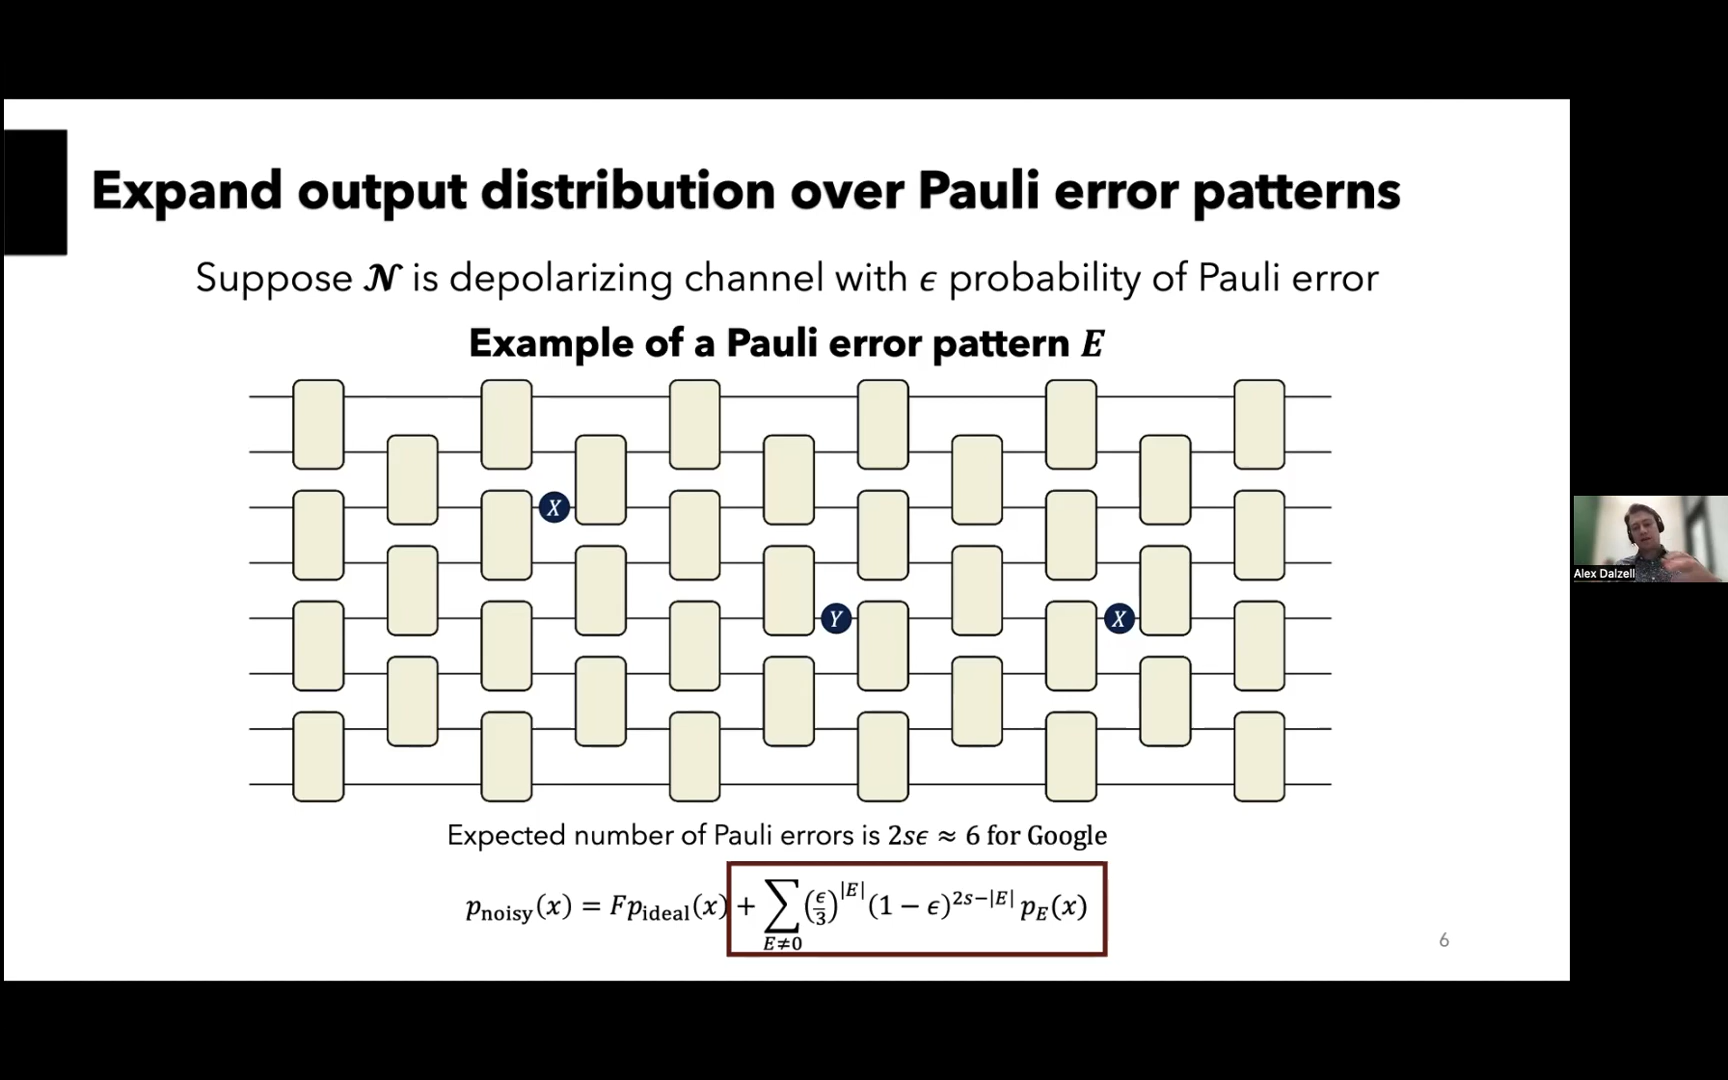 Expand output distribution over Pauli error patterns
Suppose 𝓝 is depolarizing channel with ϵ probability of Pauli error
Example of a Pauli error pattern E
X
Y
X
Expected number of Pauli errors is 2sϵ ≈ 6 for Google
p_noisy(x) = Fp_ideal(x) + ∑_{E≠0} (ϵ/3)^{|E|} (1 − ϵ)^{2s−|E|} p_E(x)
6
Alex Dalzell